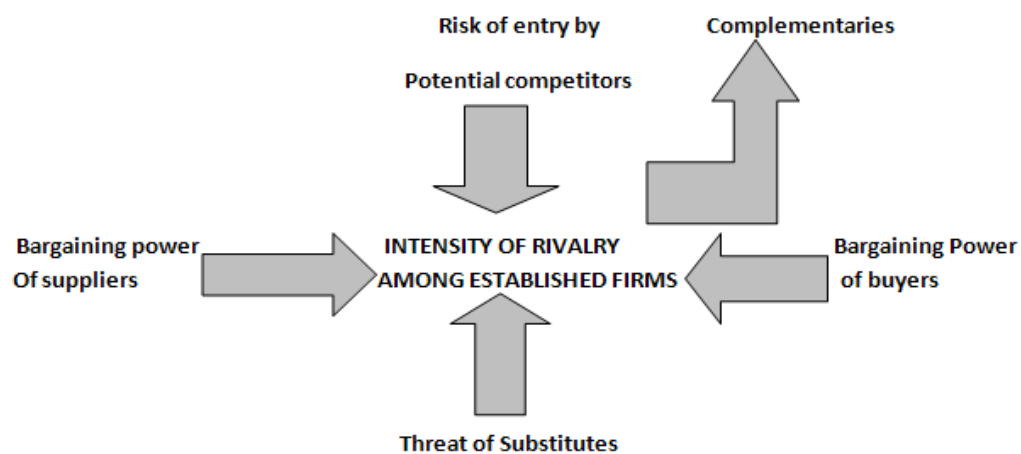 Risk of entry by
Potential competitors
Complementaries
Bargaining power
Of suppliers
INTENSITY OF RIVALRY
AMONG ESTABLISHED FIRMS
Bargaining Power
of buyers
Threat of Substitutes